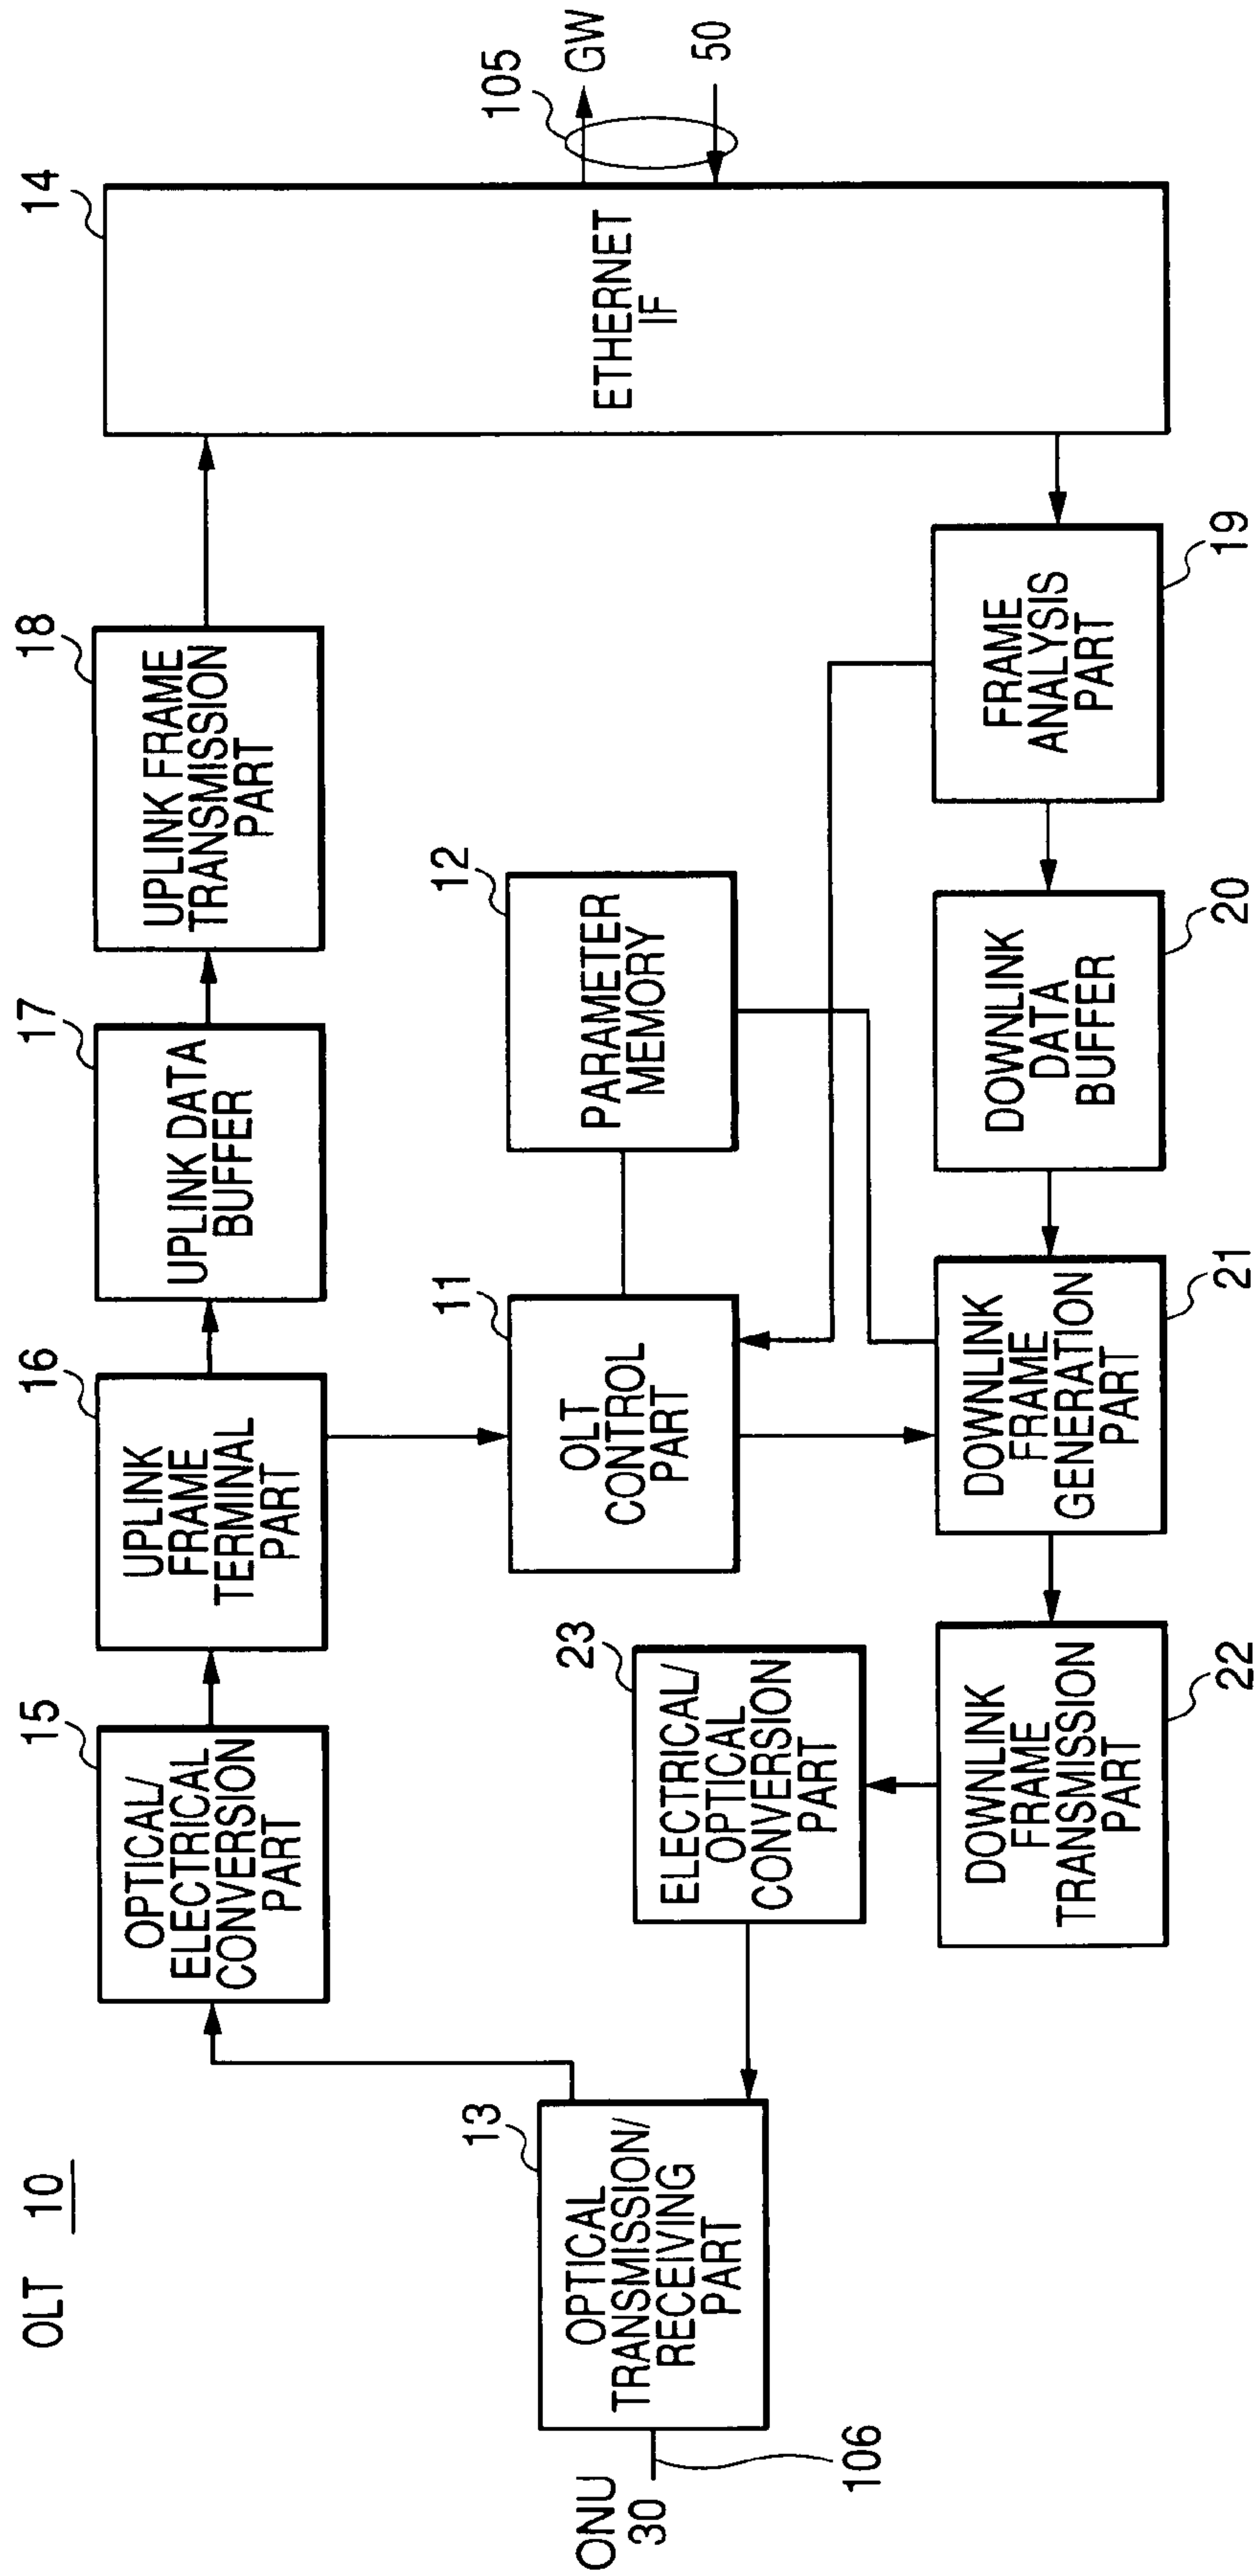 OLT 10
ONU
30
106
13
OPTICAL
TRANSMISSION/
RECEIVING
PART
15
OPTICAL/
ELECTRICAL
CONVERSION
PART
16
UPLINK
FRAME
TERMINAL
PART
17
UPLINK DATA
BUFFER
18
UPLINK FRAME
TRANSMISSION
PART
14
ETHERNET
IF
105
GW
50
11
OLT
CONTROL
PART
12
PARAMETER
MEMORY
23
ELECTRICAL/
OPTICAL
CONVERSION
PART
22
DOWNLINK
FRAME
TRANSMISSION
PART
21
DOWNLINK
FRAME
GENERATION
PART
20
DOWNLINK
DATA
BUFFER
19
FRAME
ANALYSIS
PART